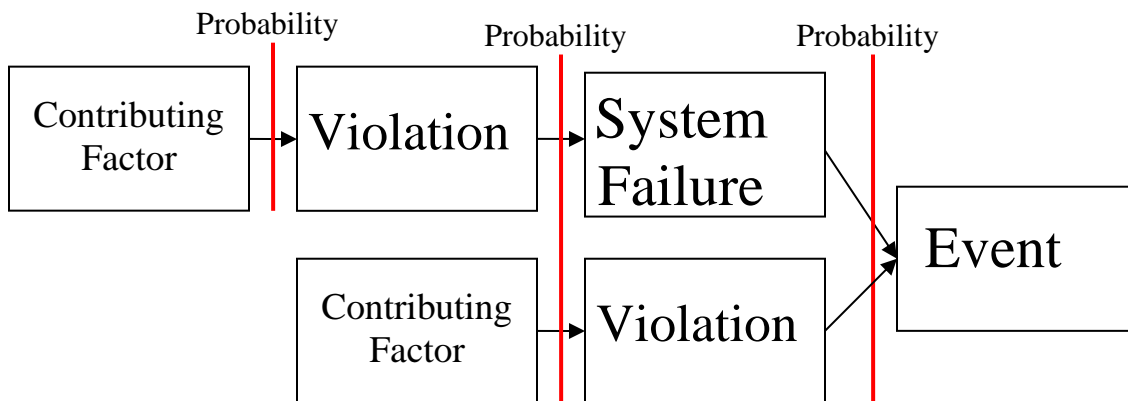 Probability
Probability
Probability
Contributing
Factor
Violation
System
Failure
Event
Contributing
Factor
Violation